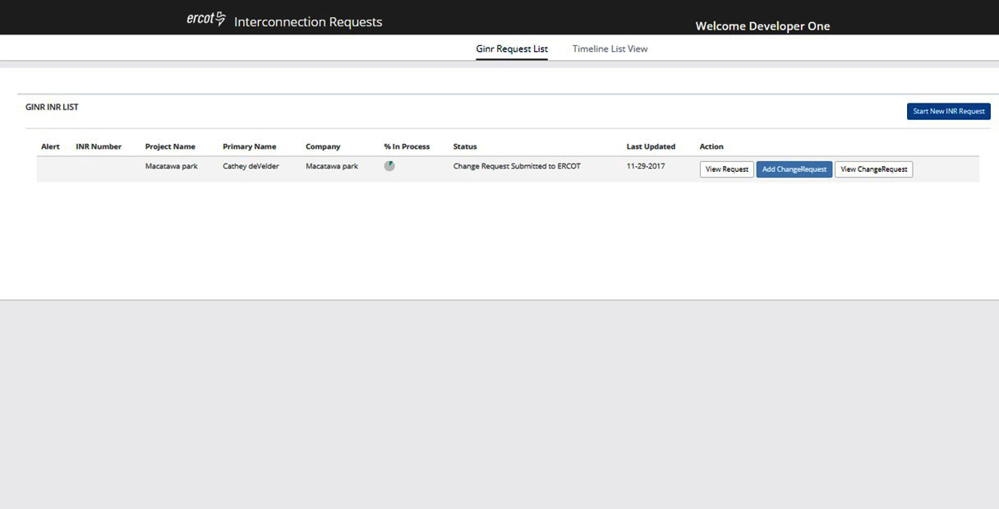 ercot Interconnection Requests
Welcome Developer One
Ginr Request List Timeline List View
GINR INR LIST
Start New INR Request
Alert INR Number Project Name Primary Name Company % In Process Status Last Updated Action
Macatawa park Cathey deVelder Macatawa park Change Request Submitted to ERCOT 11-29-2017 View Request Add ChangeRequest View ChangeRequest